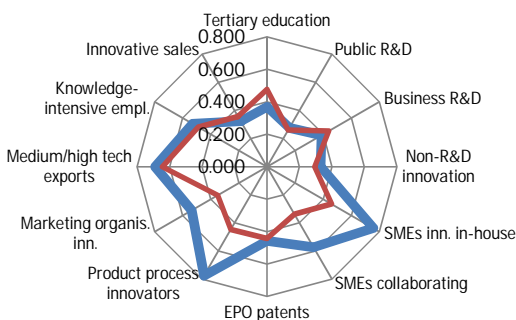 Tertiary education
0.800
0.600
0.400
0.200
0.000
Public R&D
Business R&D
Non-R&D
innovation
SMEs inn. in-house
SMEs collaborating
EPO patents
Product process
innovators
Marketing organis.
inn.
Medium/high tech
exports
Knowledge-
intensive empl.
Innovative sales